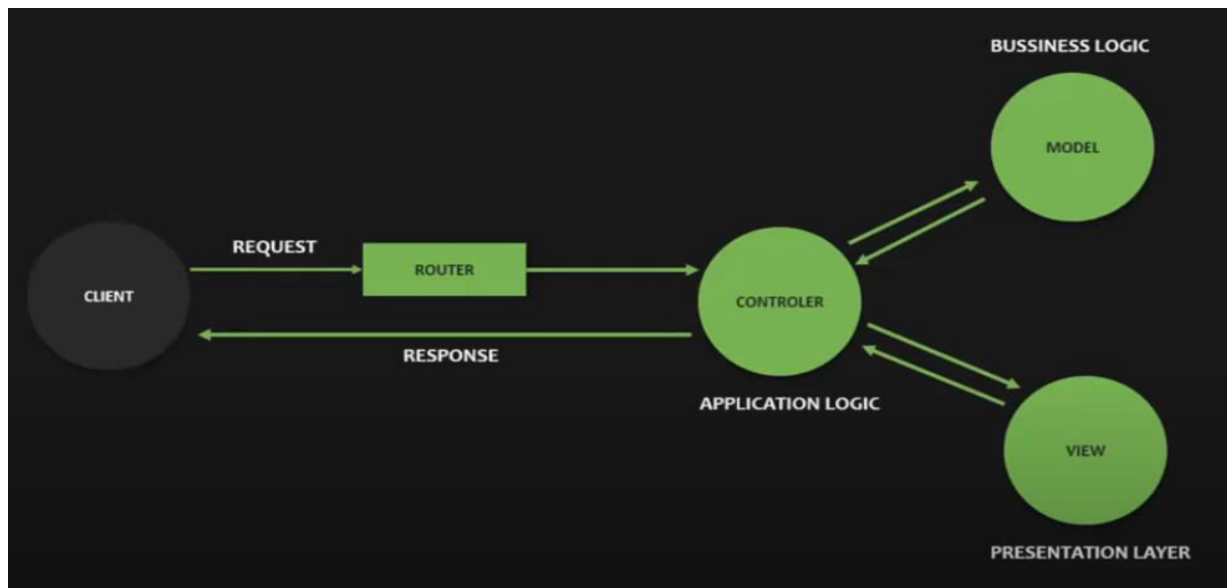 BUSSINESS LOGIC
MODEL
REQUEST
ROUTER
CLIENT
CONTROLER
RESPONSE
APPLICATION LOGIC
VIEW
PRESENTATION LAYER